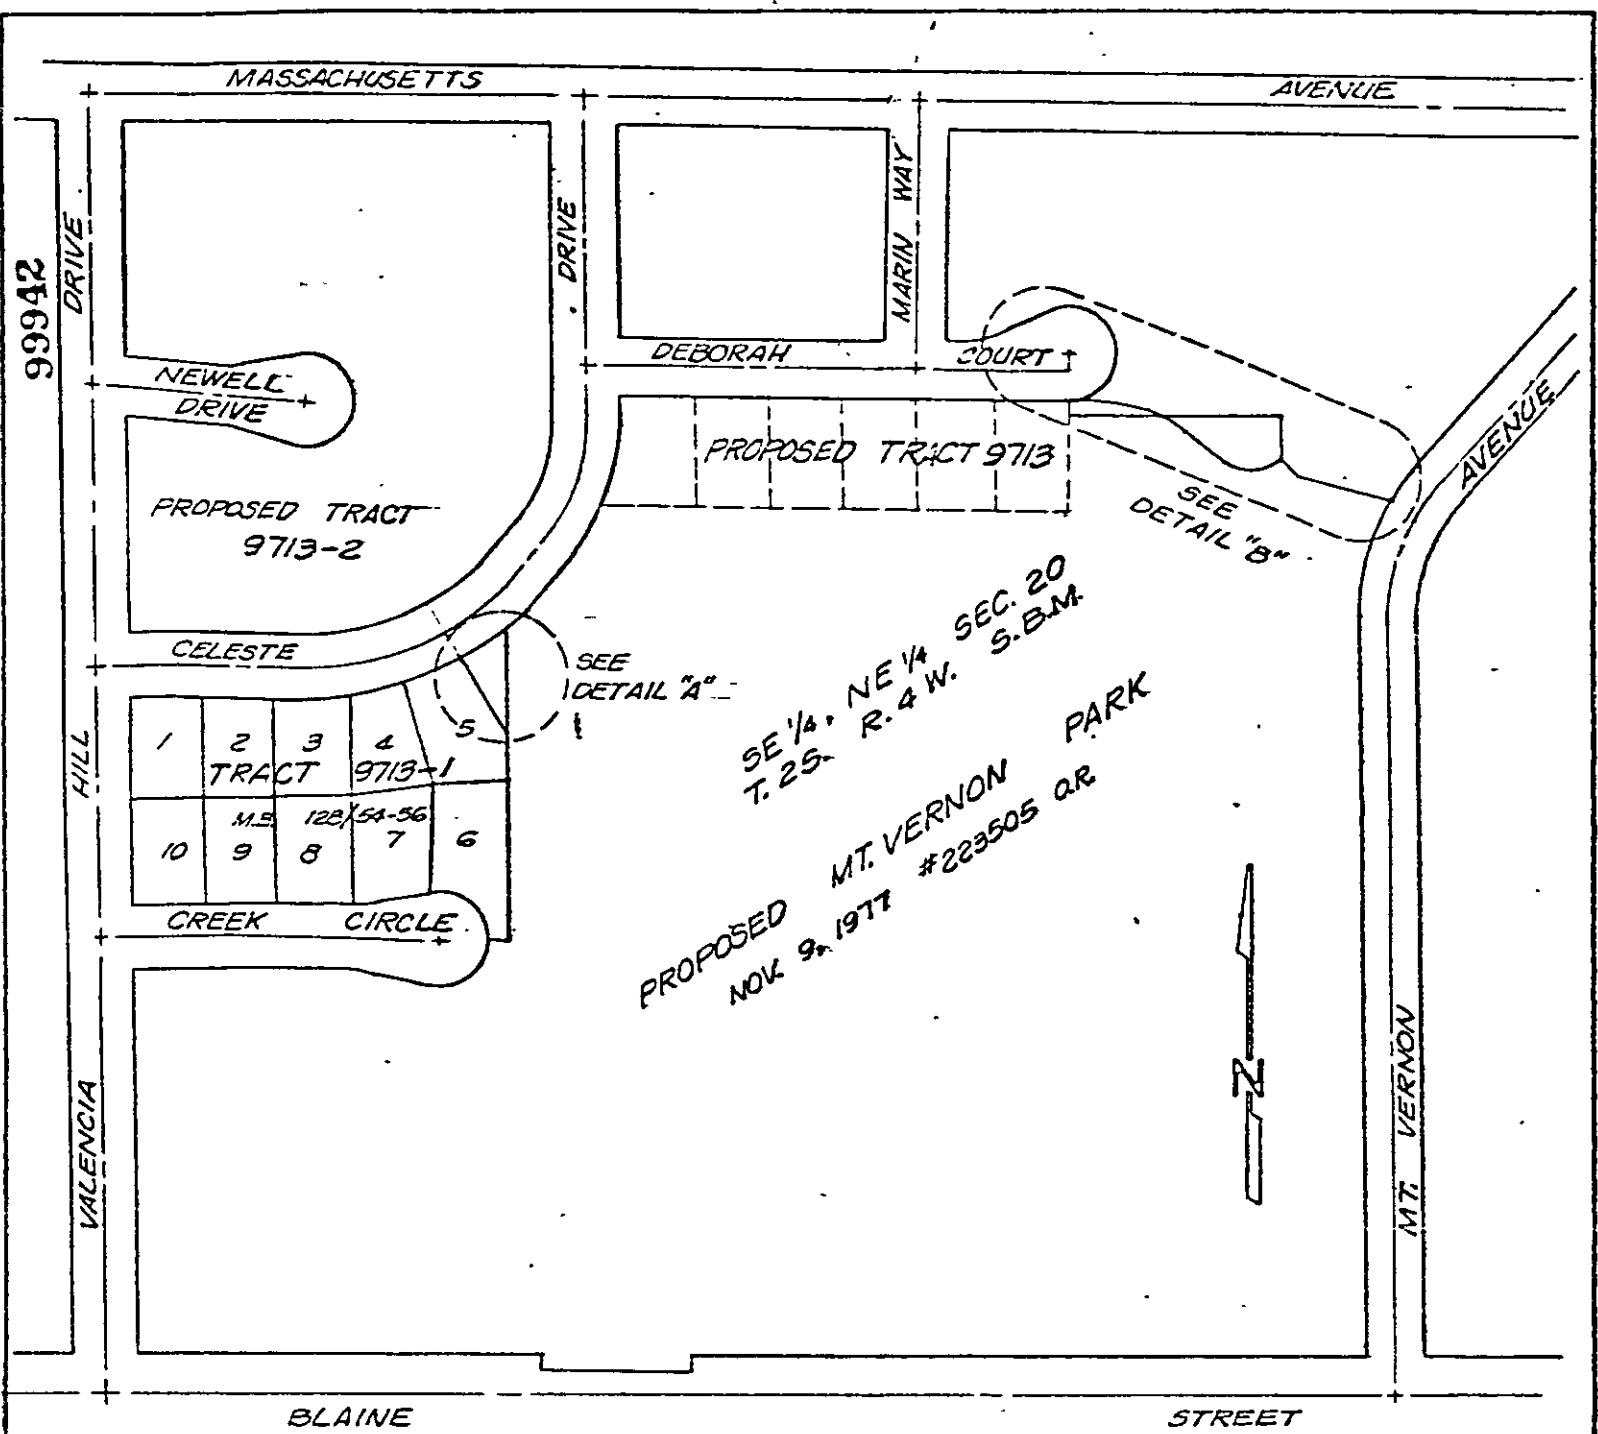 MASSACHUSETTS AVENUE
99942
VALENCIA HILL DRIVE
DRIVE
MARIN WAY
DEBORAH COURT
NEWELL
DRIVE
PROPOSED TRACT 9713
SEE
DETAIL "B"
AVENUE
PROPOSED TRACT
9713-2
CELESTE
SEE
DETAIL "A"
1 2 3 4 5
TRACT 9713-1
M.B. 128/54-56
10 9 8 7 6
CREEK CIRCLE
SE 1/4, NE 1/4 SEC. 20
T. 2S. R. 4 W. S.B.M.
PROPOSED MT. VERNON PARK
NOV. 9, 1977 #223505 O.R.
N
MT. VERNON
BLAINE STREET